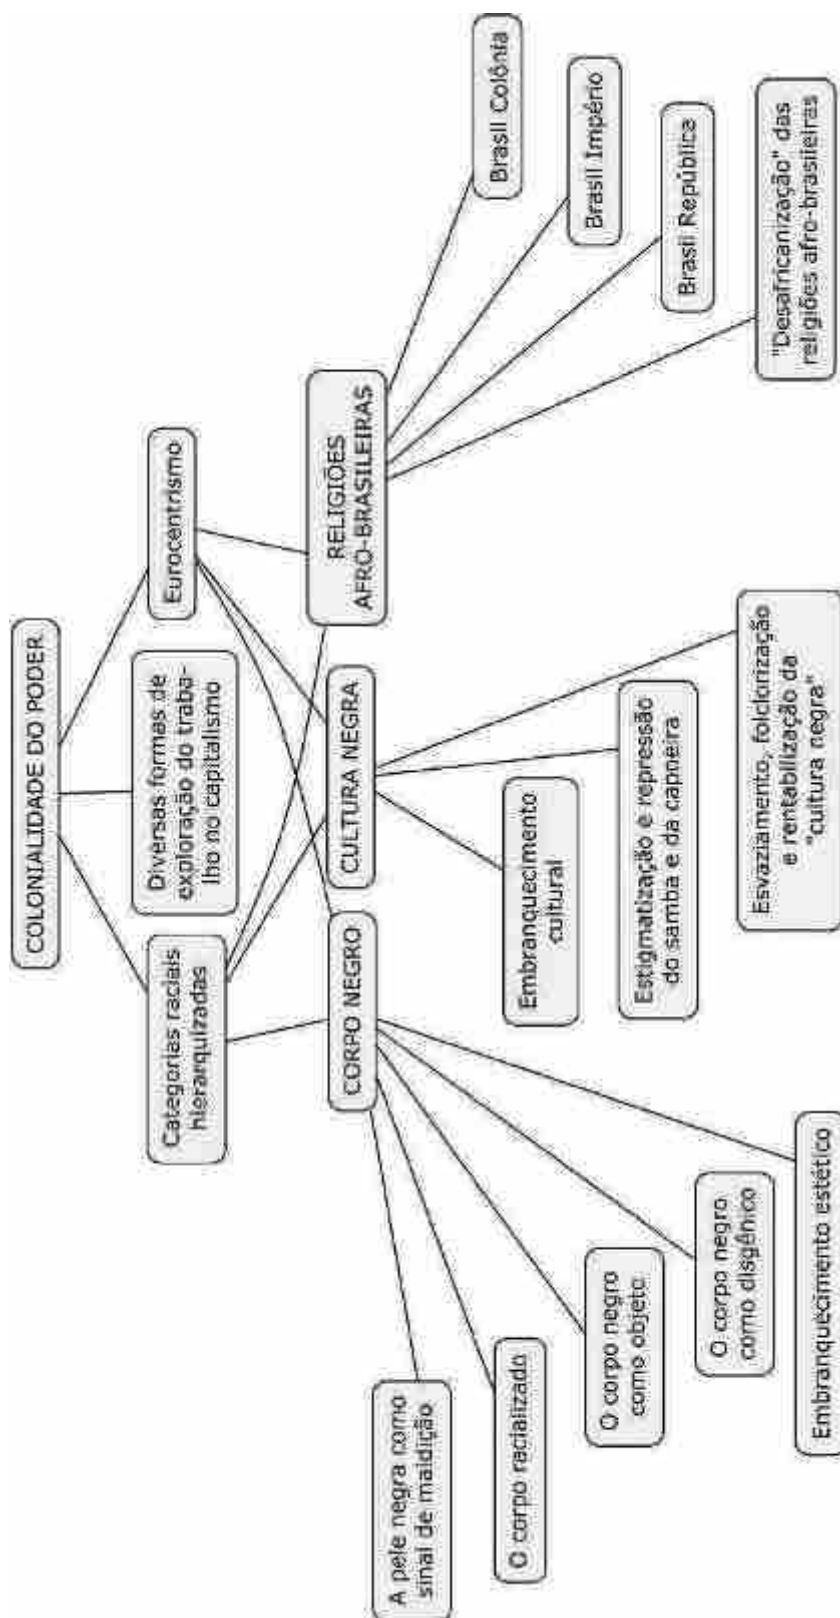 COLONIALIDADE DO PODER
Categorias raciais
hierarquizadas
Diversas formas de
exploração do traba-
lho no capitalismo
Eurocentrismo
CORPO NEGRO
CULTURA NEGRA
RELIGIÕES
AFRO-BRASILEIRAS
A pele negra como
sinal de maldição
O corpo racializado
O corpo negro
como objeto
O corpo negro
como disgênico
Embranquecimento estético
Embranquecimento
cultural
Estigmatização e repressão
do samba e da capoeira
Esvaziamento, folclorização
e rentabilização da
"cultura negra"
Brasil Colônia
Brasil Império
Brasil República
"Desafricanização" das
religiões afro-brasileiras